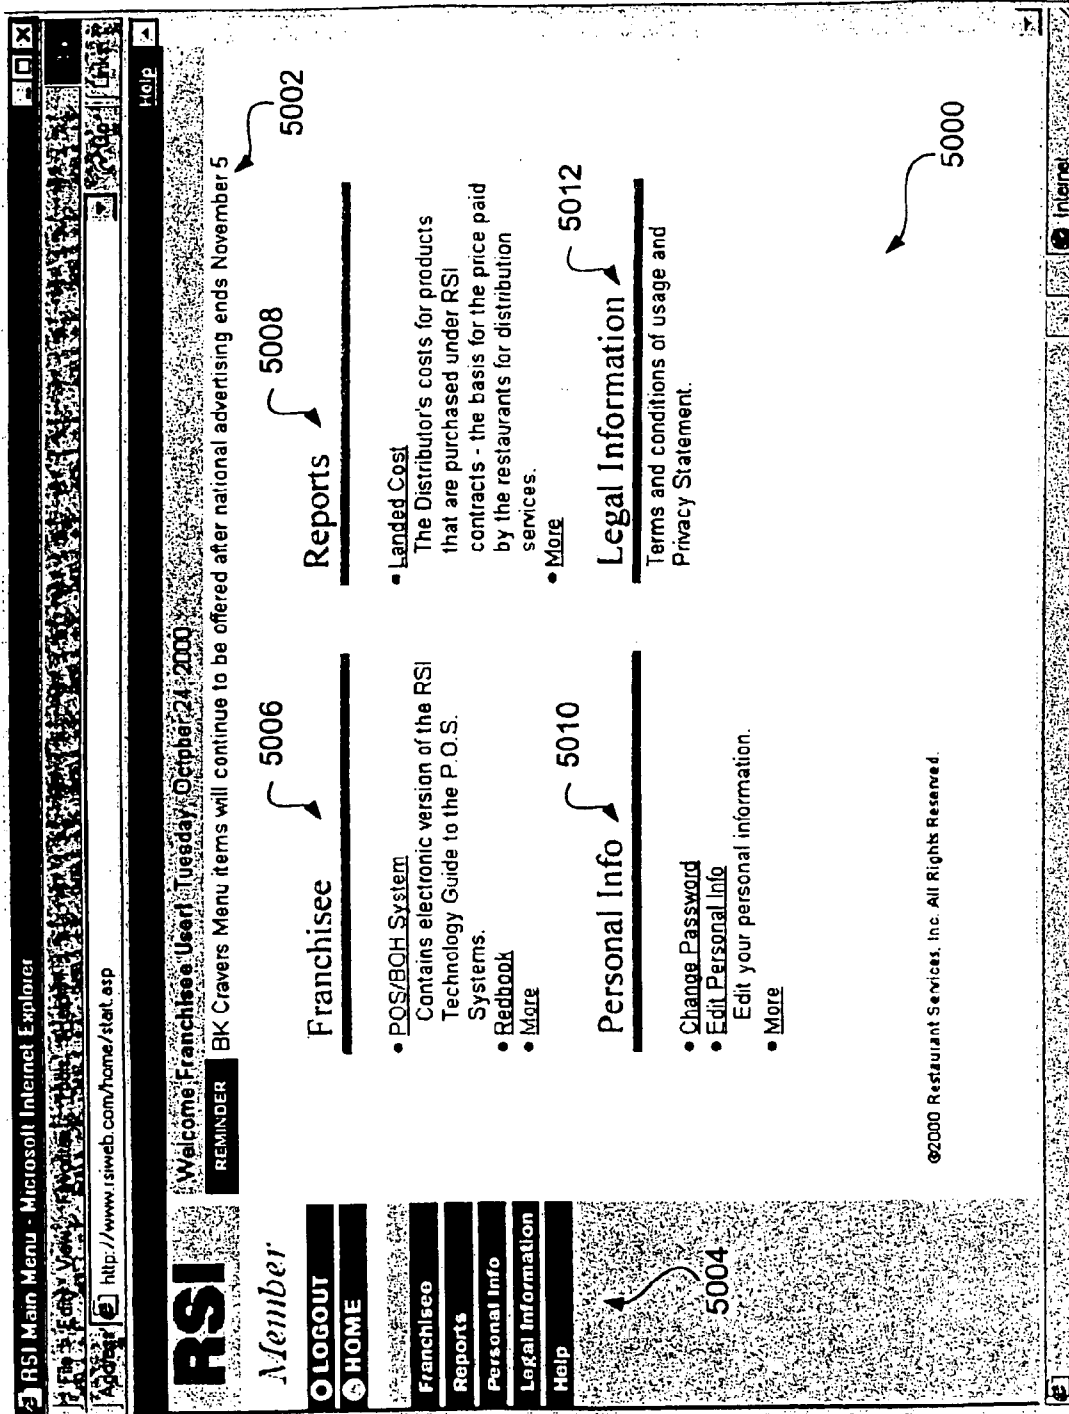 RSI Main Menu - Microsoft Internet Explorer
File Edit View
Address http://www.rsiweb.com/home/start.asp
Go Links
Help
RSI
Welcome Franchisee User! Tuesday, October 24, 2000
REMINDER BK Cravers Menu items will continue to be offered after national advertising ends November 5
5002
Member
LOGOUT
HOME
Franchisee
Reports
Personal Info
Legal Information
Help
5004
Franchisee
5006
• POS/BOH System
Contains electronic version of the RSI
Technology Guide to the P.O.S.
Systems.
• Redbook
• More
Reports
5008
• Landed Cost
The Distributor's costs for products
that are purchased under RSI
contracts - the basis for the price paid
by the restaurants for distribution
services.
• More
Personal Info
5010
• Change Password
• Edit Personal Info
Edit your personal information.
• More
Legal Information
5012
Terms and conditions of usage and
Privacy Statement.
5000
©2000 Restaurant Services, Inc. All Rights Reserved.
Internet